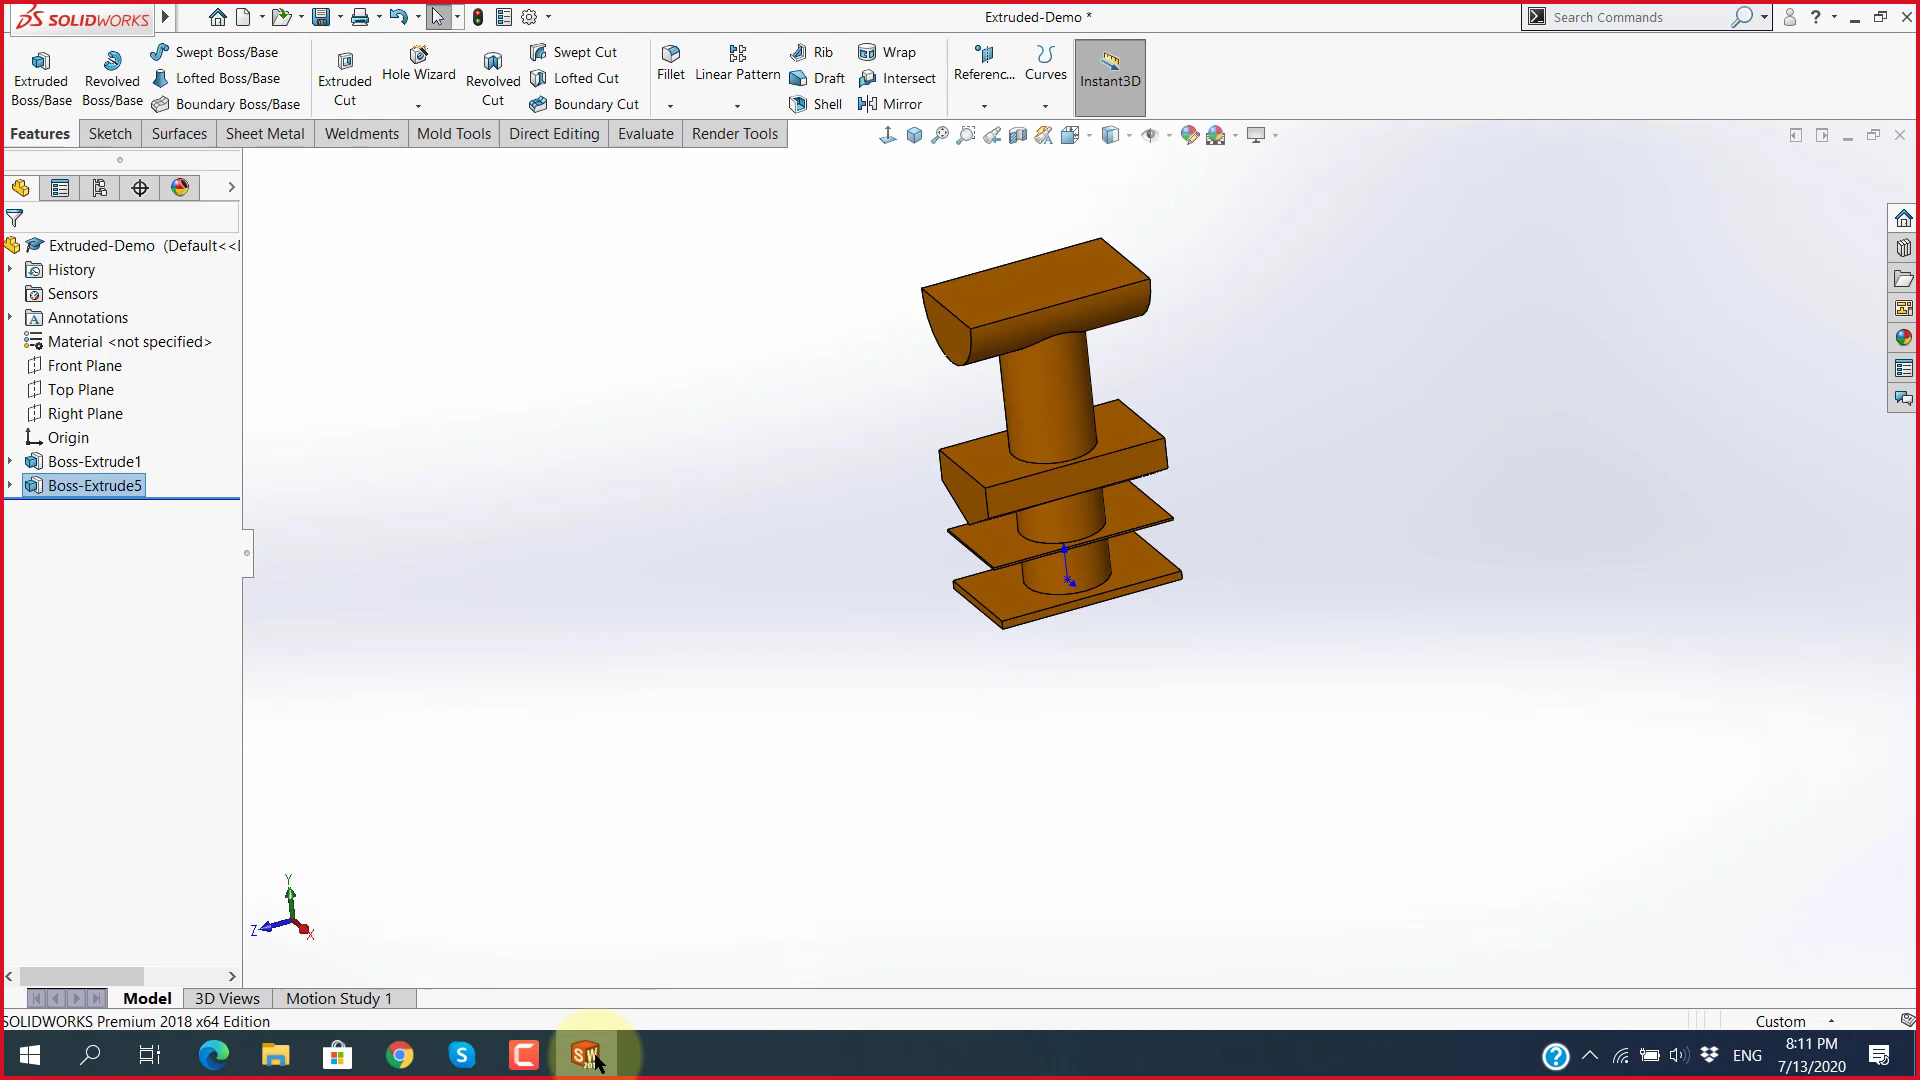 SOLIDWORKS
Extruded-Demo *
Search Commands
Extruded Boss/Base
Revolved Boss/Base
Swept Boss/Base
Lofted Boss/Base
Boundary Boss/Base
Extruded Cut
Hole Wizard
Revolved Cut
Swept Cut
Lofted Cut
Boundary Cut
Fillet
Linear Pattern
Rib
Draft
Shell
Wrap
Intersect
Mirror
Referenc...
Curves
Instant3D
Features
Sketch
Surfaces
Sheet Metal
Weldments
Mold Tools
Direct Editing
Evaluate
Render Tools
Extruded-Demo (Default<<
History
Sensors
Annotations
Material <not specified>
Front Plane
Top Plane
Right Plane
Origin
Boss-Extrude1
Boss-Extrude5
Y
Z
X
Model
3D Views
Motion Study 1
SOLIDWORKS Premium 2018 x64 Edition
Custom
SW
ENG
8:11 PM
7/13/2020